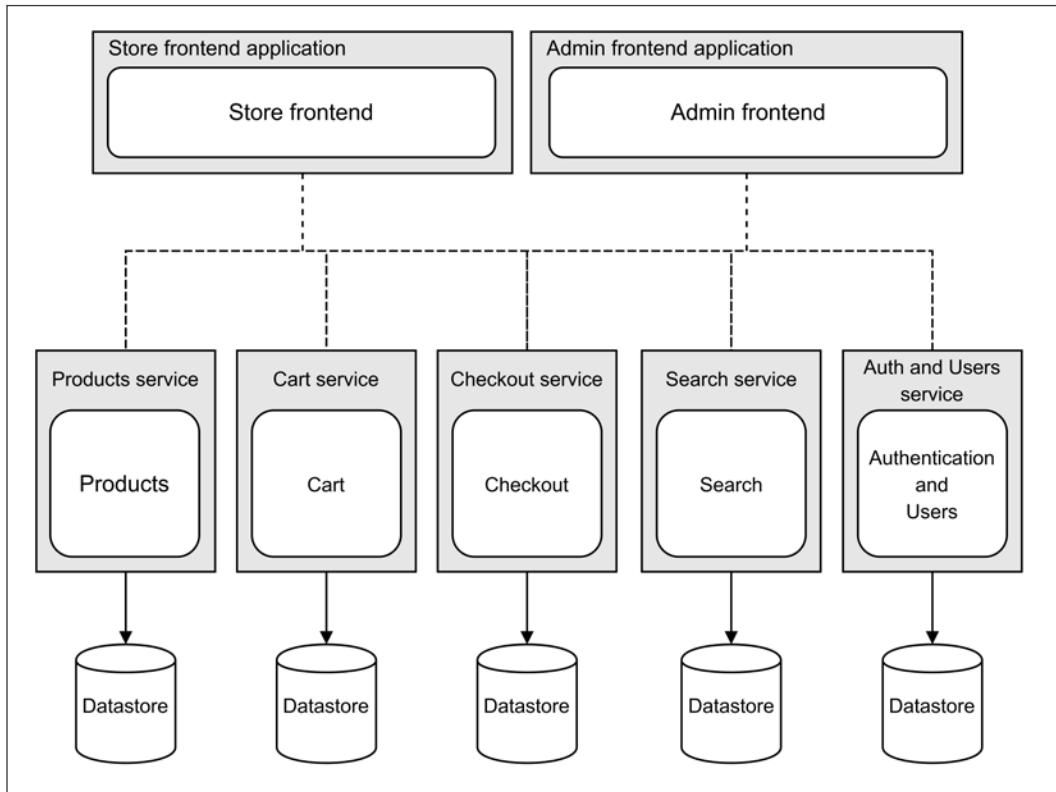 Store frontend application
Store frontend
Admin frontend application
Admin frontend
Products service
Products
Cart service
Cart
Checkout service
Checkout
Search service
Search
Auth and Users
service
Authentication
and
Users
Datastore
Datastore
Datastore
Datastore
Datastore